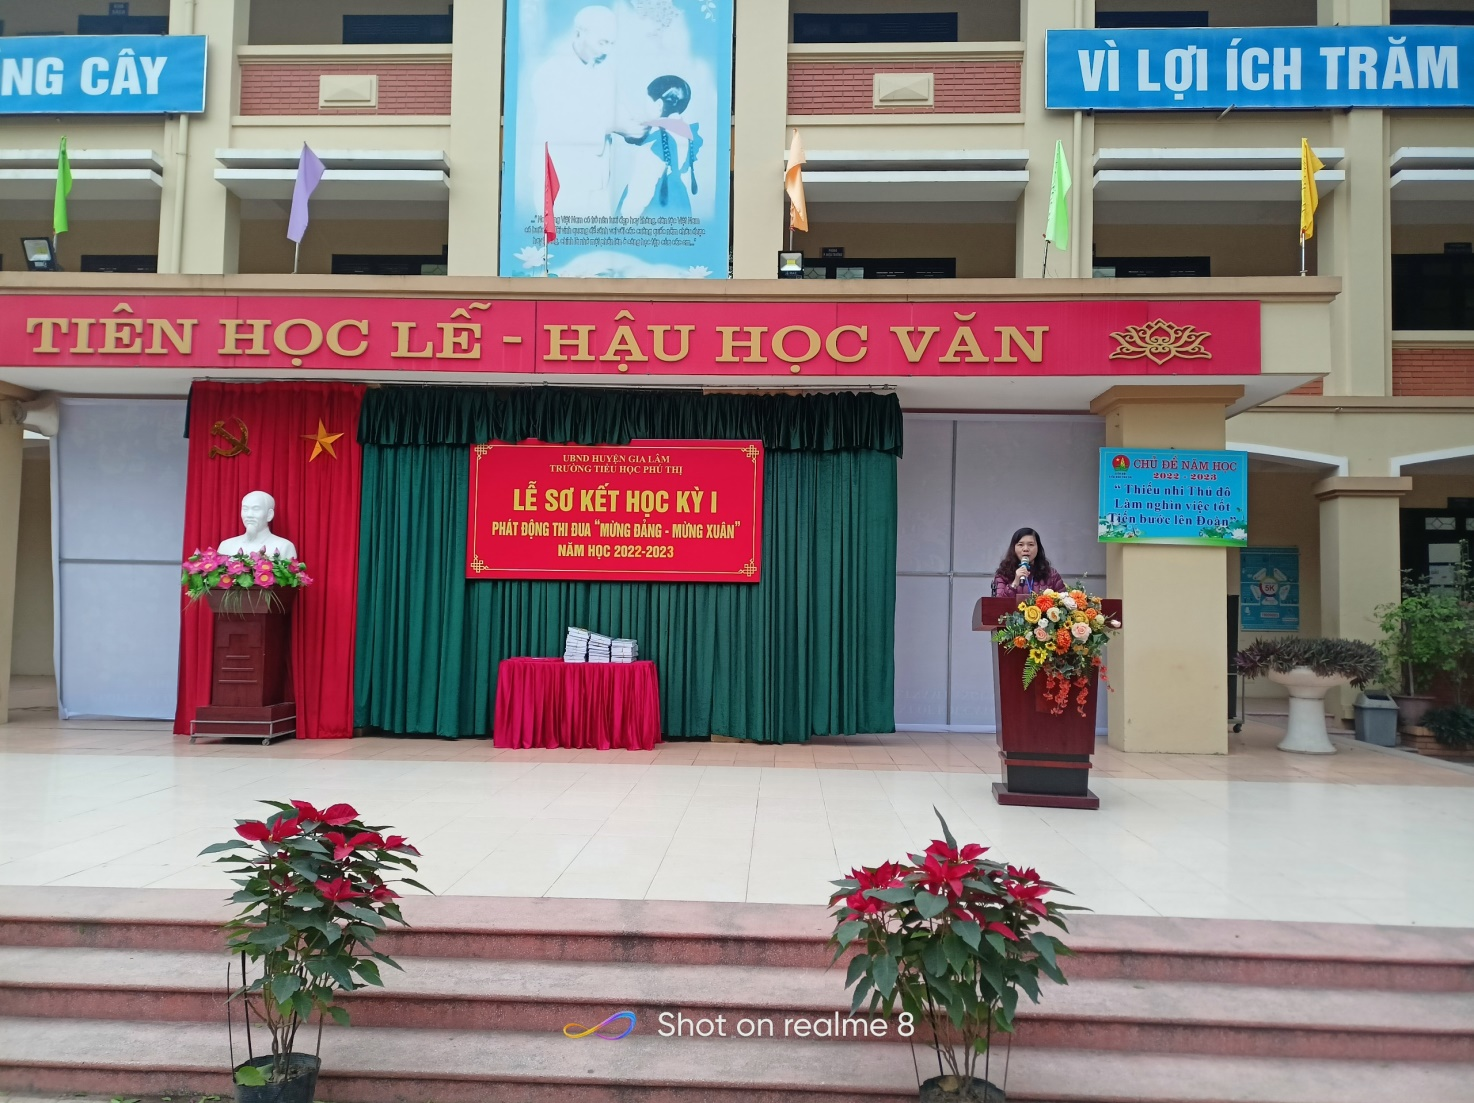 NG CÂY
VÌ LỢI ÍCH TRĂM
TIÊN HỌC LỄ - HẬU HỌC VĂN
UBND HUYỆN GIA LÂM
TRƯỜNG TIỂU HỌC PHÚ THỊ
LỄ SƠ KẾT HỌC KỲ I
PHÁT ĐỘNG THI ĐUA "MỪNG ĐẢNG - MỪNG XUÂN"
NĂM HỌC 2022-2023
CHỦ ĐỀ NĂM HỌC
2022 - 2023
"Thiếu nhi Thủ đô
Làm nghìn việc tốt
Tiến bước lên Đoàn"
5K
Shot on realme 8